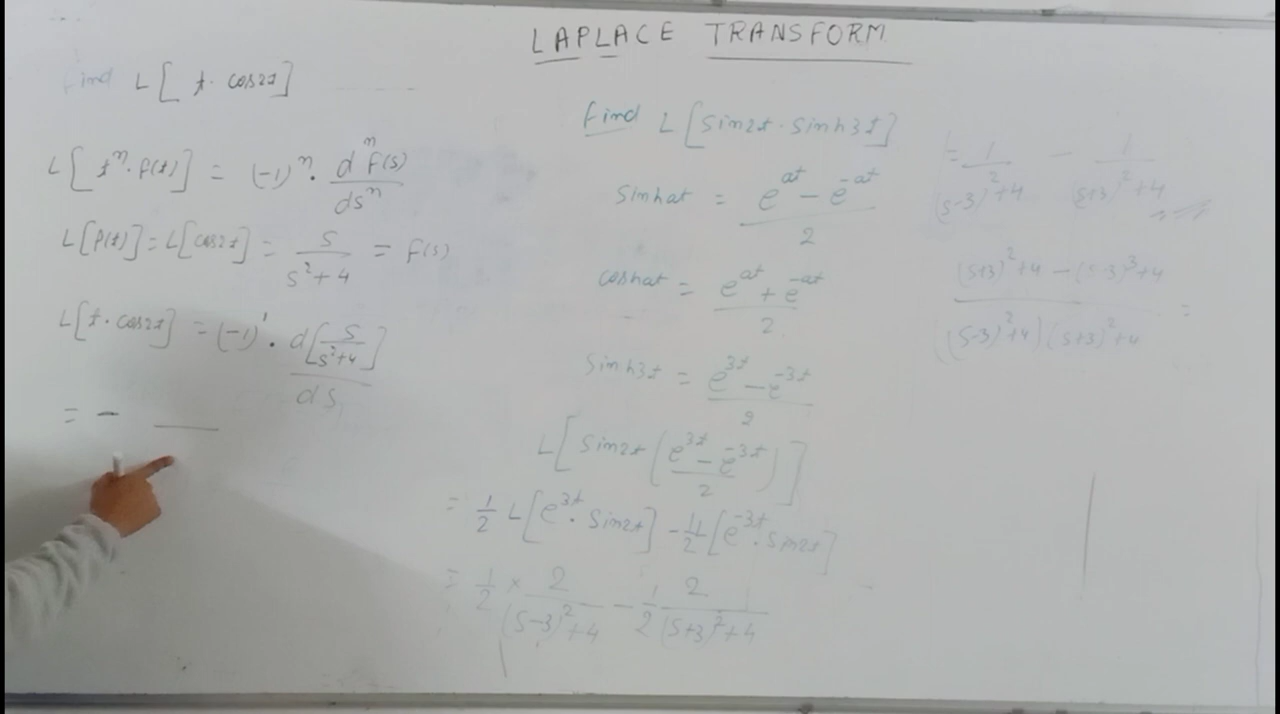 LAPLACE TRANSFORM
Find L[ t. cos2t]
L[ t^n. f(t)] = (-1)^n . d^n f(s) / ds^n
L[f(t)] = L[cos2t] = s / s^2+4 = f(s)
L[t. cos2t] = (-1)^1 . d[s / s^2+4] / ds
= -
Find L[sin2t. sinh3t]
sinhat = e^at - e^-at / 2
coshat = e^at + e^-at / 2
sinh3t = e^3t - e^-3t / 2
L[sin2t (e^3t - e^-3t / 2)]
= 1/2 L[e^3t. sin2t] - 1/2 L[e^-3t. sin2t]
= 1/2 x 2 / (s-3)^2+4 - 1/2 2 / (s+3)^2+4
= 1 / (s-3)^2+4 - 1 / (s+3)^2+4
(s+3)^2+4 - (s-3)^3+4 / (s-3)^2+4)(s+3)^2+4 =